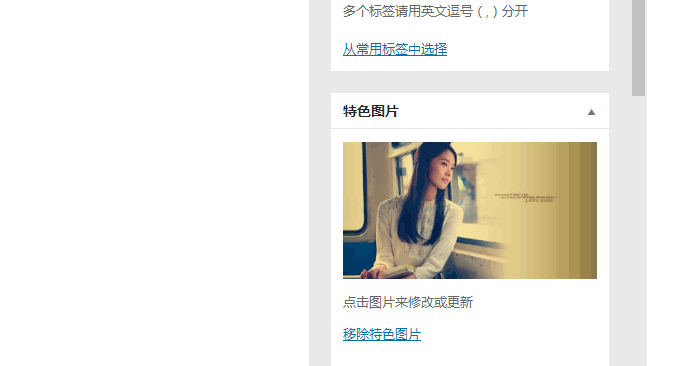 多个标签请用英文逗号（,）分开
从常用标签中选择
特色图片
点击图片来修改或更新
移除特色图片